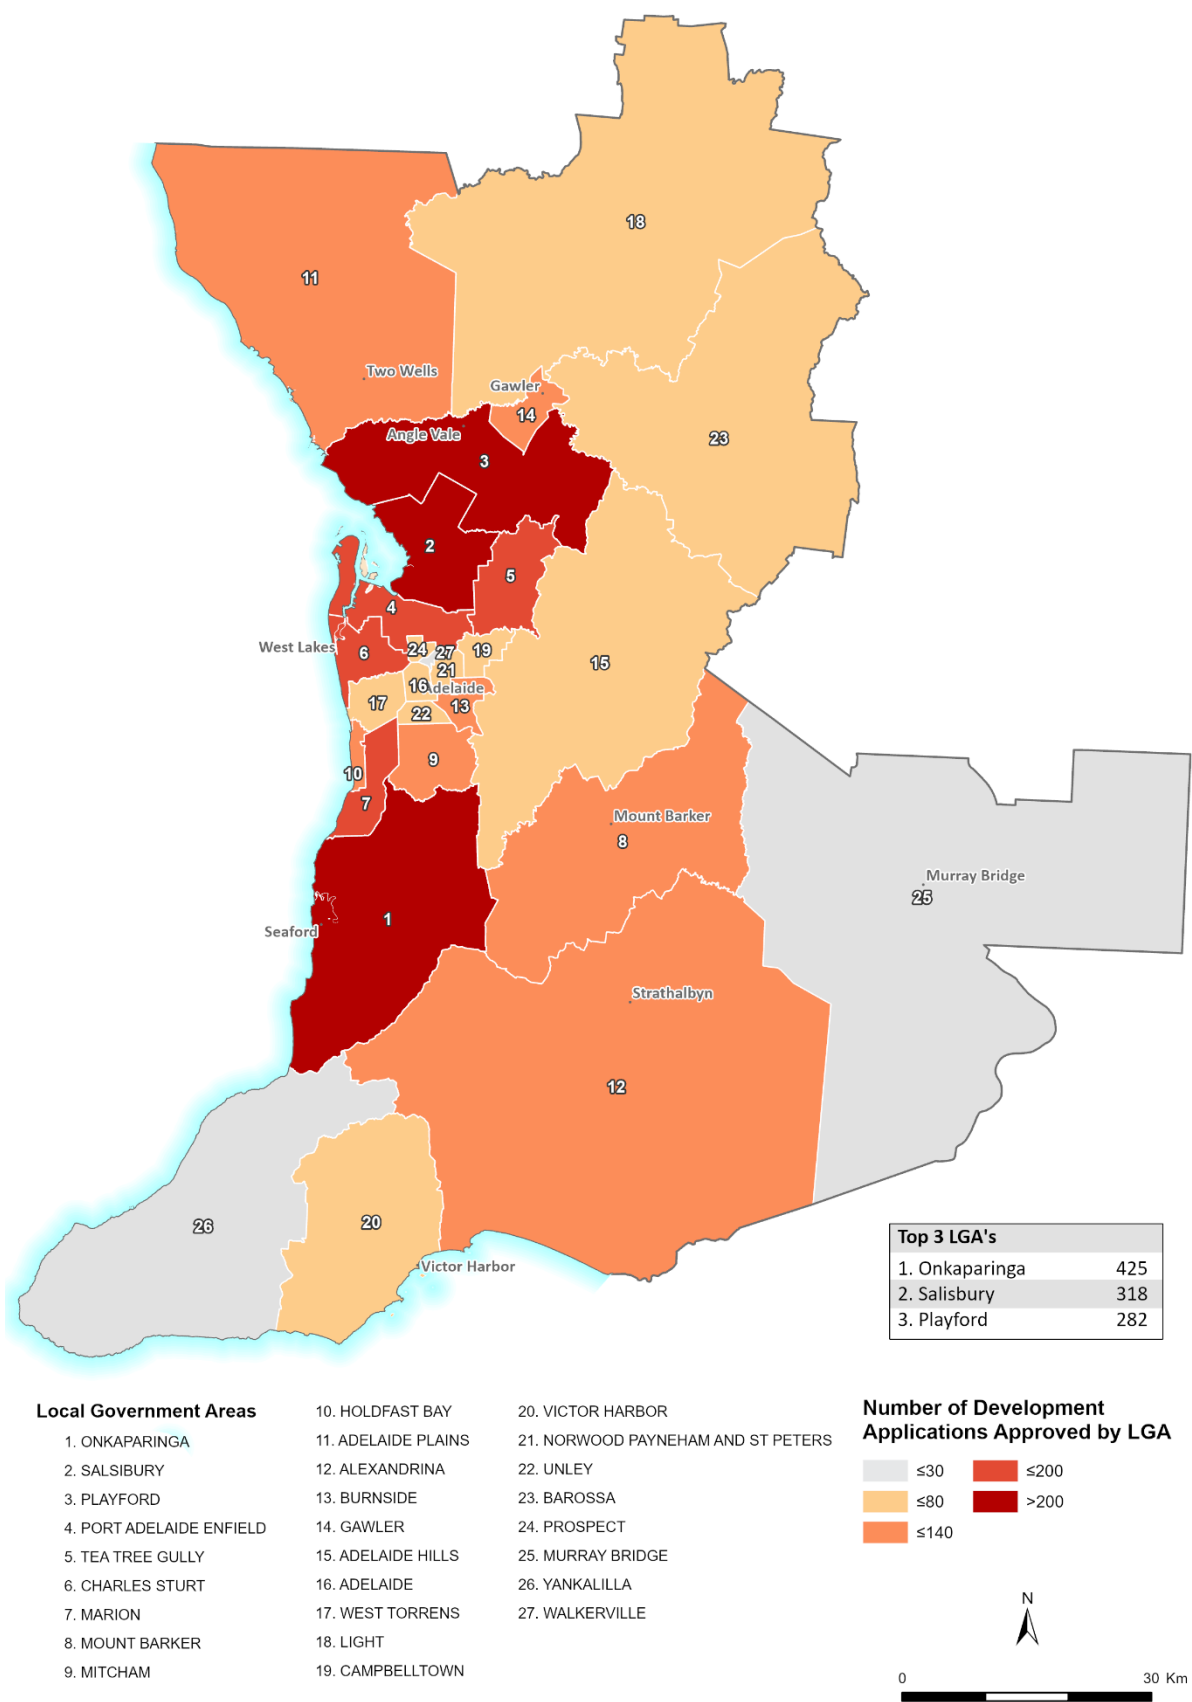 18
11
Two Wells
Gawler
14
Angle Vale
3
23
2
5
4
West Lakes
6
24
27
19
21
15
16
Adelaide
17
13
22
9
10
7
Mount Barker
8
Murray Bridge
25
1
Seaford
Strathalbyn
12
26
20
Victor Harbor
Top 3 LGA's
1. Onkaparinga 425
2. Salisbury 318
3. Playford 282
Local Government Areas
1. ONKAPARINGA
2. SALSIBURY
3. PLAYFORD
4. PORT ADELAIDE ENFIELD
5. TEA TREE GULLY
6. CHARLES STURT
7. MARION
8. MOUNT BARKER
9. MITCHAM
10. HOLDFAST BAY
11. ADELAIDE PLAINS
12. ALEXANDRINA
13. BURNSIDE
14. GAWLER
15. ADELAIDE HILLS
16. ADELAIDE
17. WEST TORRENS
18. LIGHT
19. CAMPBELLTOWN
20. VICTOR HARBOR
21. NORWOOD PAYNEHAM AND ST PETERS
22. UNLEY
23. BAROSSA
24. PROSPECT
25. MURRAY BRIDGE
26. YANKALILLA
27. WALKERVILLE
Number of Development
Applications Approved by LGA
≤30
≤80
≤140
≤200
>200
N
0 30 Km